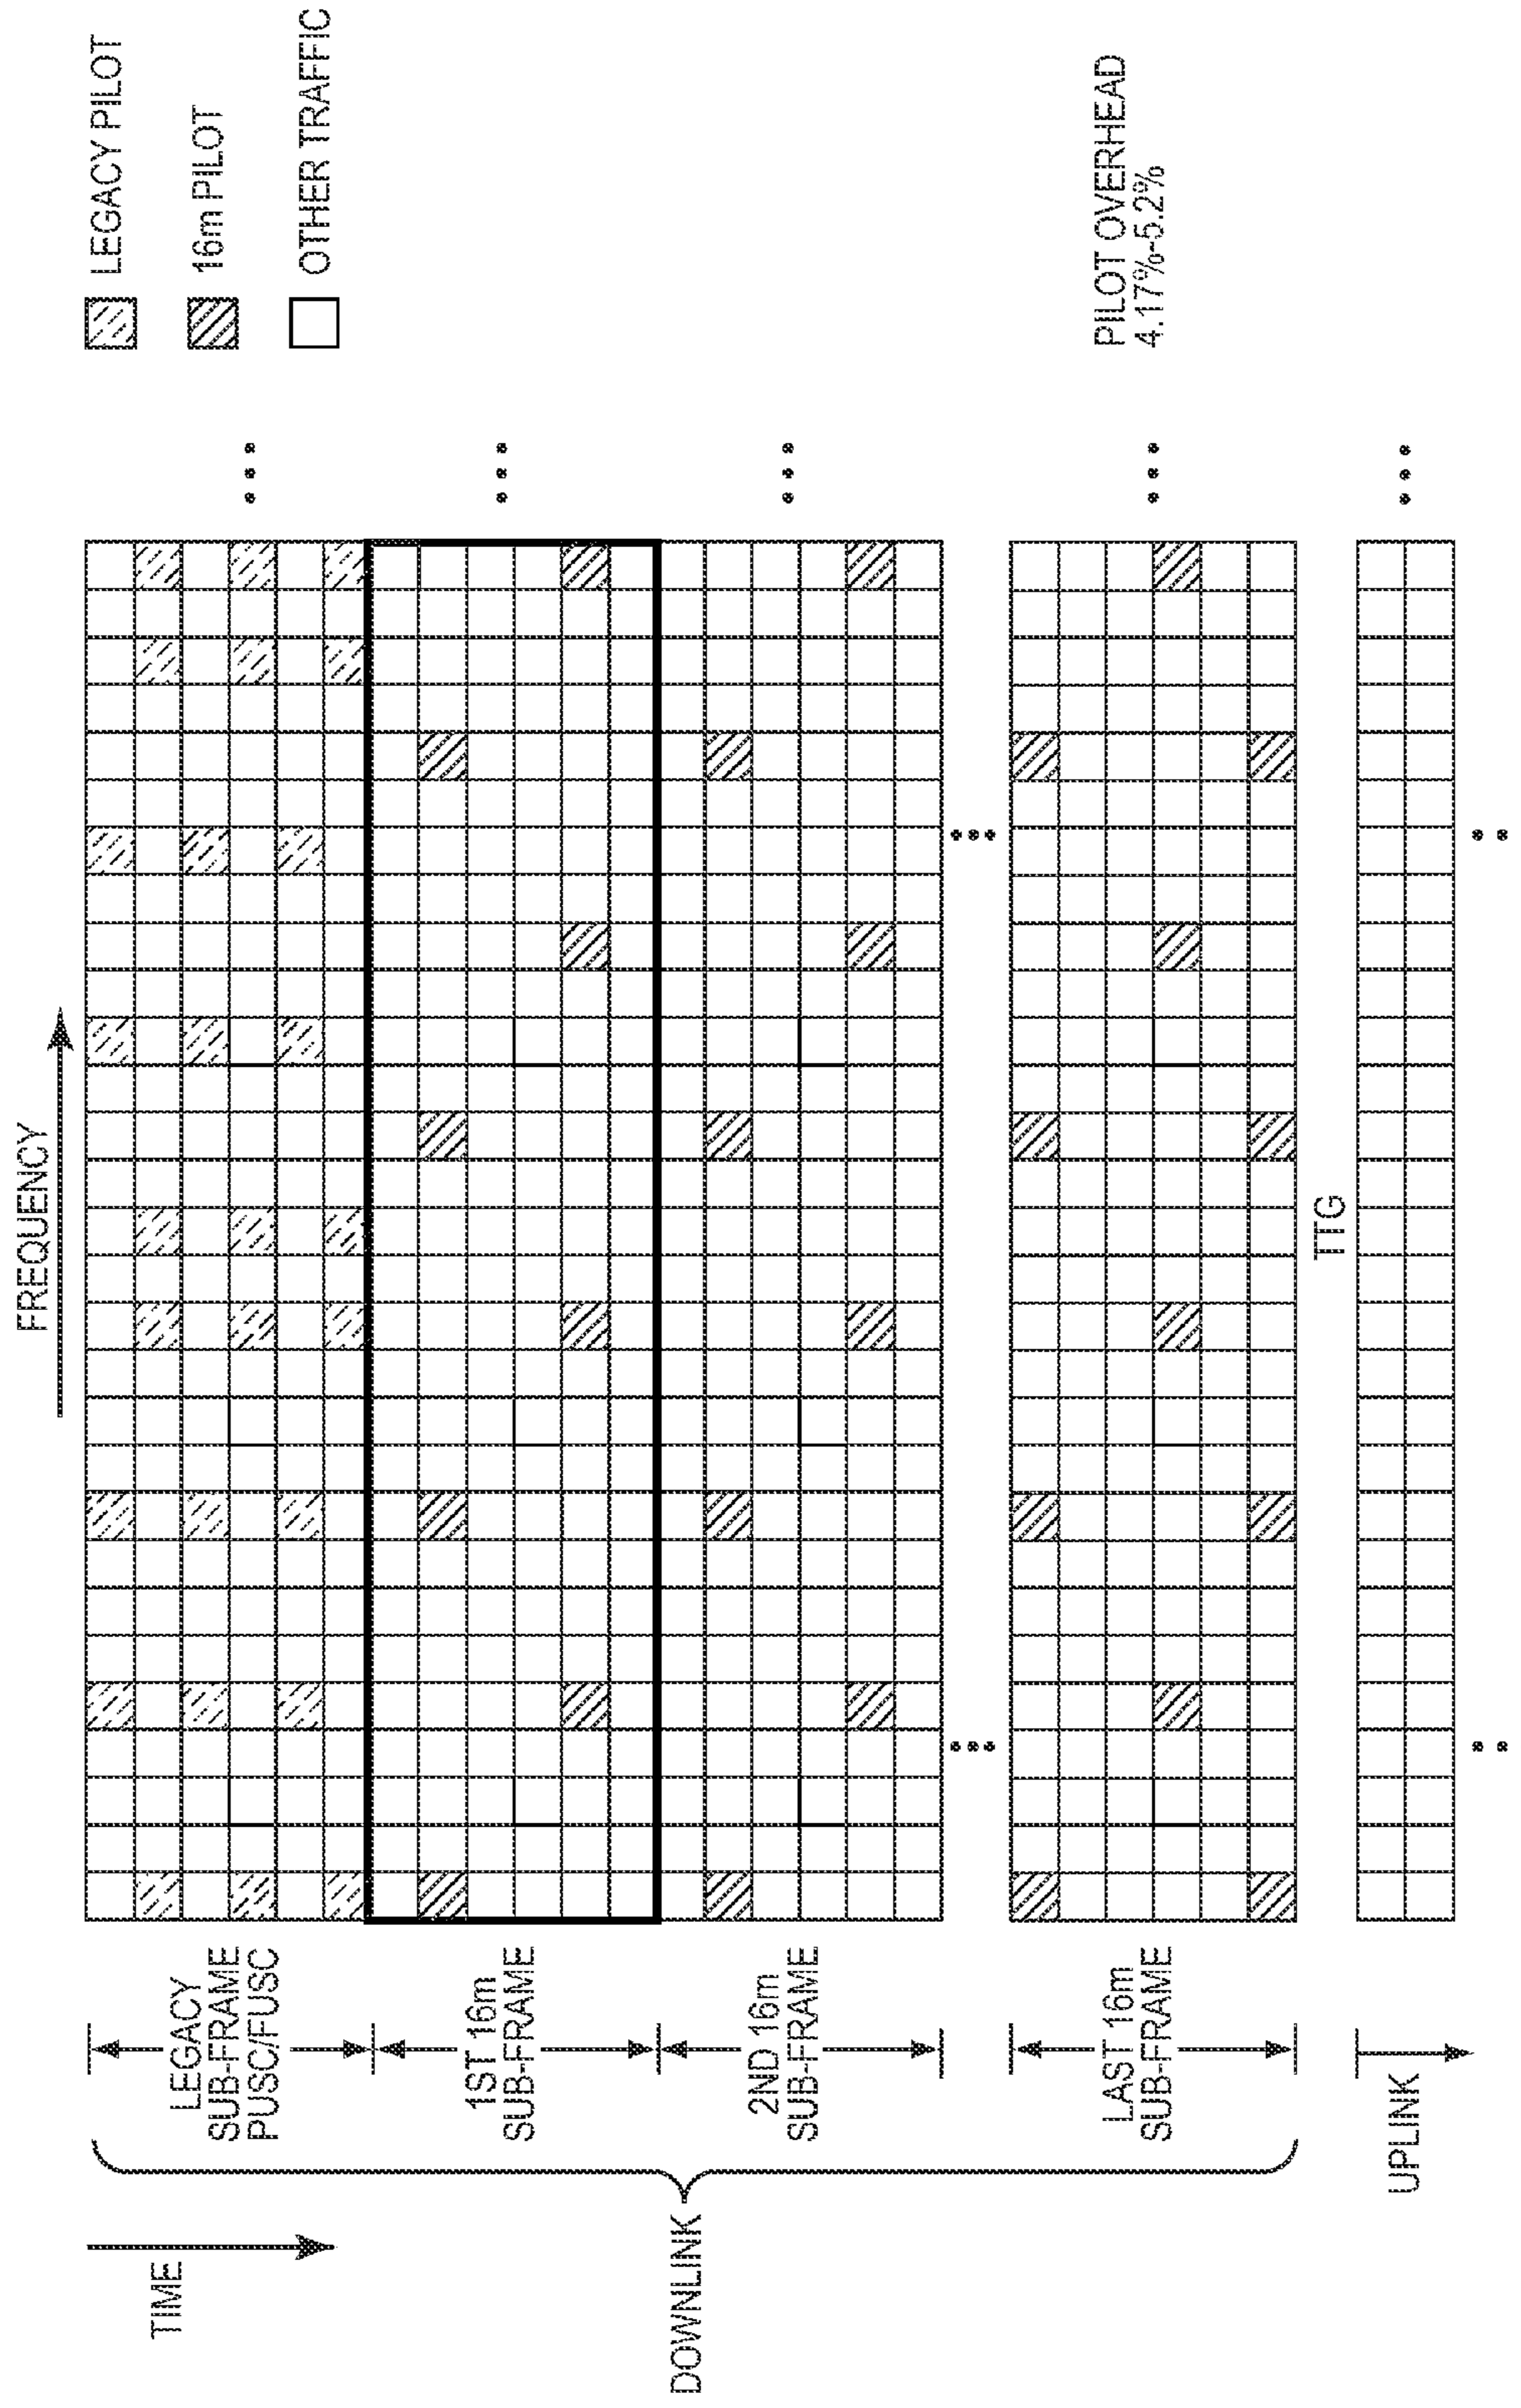 TIME
FREQUENCY
LEGACY PILOT
16m PILOT
OTHER TRAFFIC
DOWNLINK
LEGACY
SUB-FRAME
PUSC/FUSC
1ST 16m
SUB-FRAME
2ND 16m
SUB-FRAME
LAST 16m
SUB-FRAME
PILOT OVERHEAD
4.17%-5.2%
TTG
UPLINK